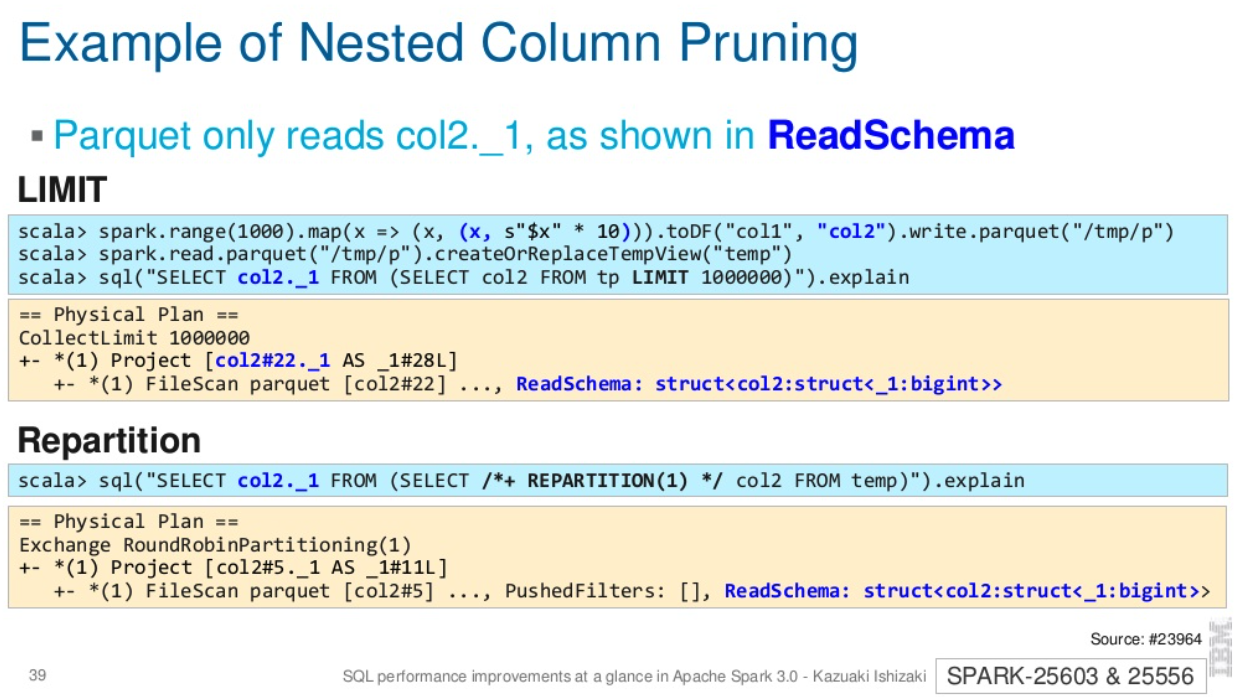 Example of Nested Column Pruning
▪ Parquet only reads col2._1, as shown in ReadSchema
LIMIT
scala> spark.range(1000).map(x => (x, (x, s"$x" * 10))).toDF("col1", "col2").write.parquet("/tmp/p")
scala> spark.read.parquet("/tmp/p").createOrReplaceTempView("temp")
scala> sql("SELECT col2._1 FROM (SELECT col2 FROM tp LIMIT 1000000)").explain
== Physical Plan ==
CollectLimit 1000000
+- *(1) Project [col2#22._1 AS _1#28L]
   +- *(1) FileScan parquet [col2#22] ..., ReadSchema: struct<col2:struct<_1:bigint>>
Repartition
scala> sql("SELECT col2._1 FROM (SELECT /*+ REPARTITION(1) */ col2 FROM temp)").explain
== Physical Plan ==
Exchange RoundRobinPartitioning(1)
+- *(1) Project [col2#5._1 AS _1#11L]
   +- *(1) FileScan parquet [col2#5] ..., PushedFilters: [], ReadSchema: struct<col2:struct<_1:bigint>>
Source: #23964
39
SQL performance improvements at a glance in Apache Spark 3.0 - Kazuaki Ishizaki
SPARK-25603 & 25556
IBM